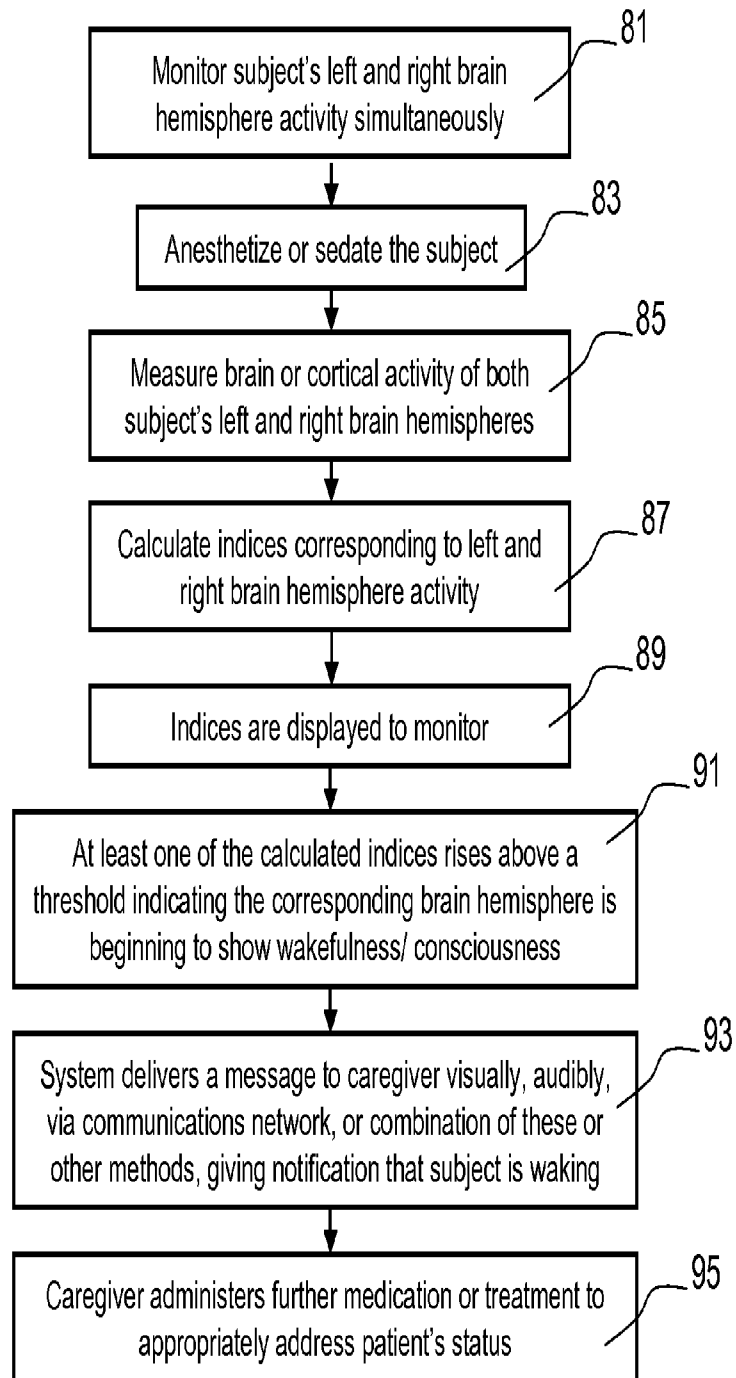 81
Monitor subject's left and right brain
hemisphere activity simultaneously
83
Anesthetize or sedate the subject
85
Measure brain or cortical activity of both
subject's left and right brain hemispheres
87
Calculate indices corresponding to left and
right brain hemisphere activity
89
Indices are displayed to monitor
91
At least one of the calculated indices rises above a
threshold indicating the corresponding brain hemisphere is
beginning to show wakefulness/ consciousness
93
System delivers a message to caregiver visually, audibly,
via communications network, or combination of these or
other methods, giving notification that subject is waking
95
Caregiver administers further medication or treatment to
appropriately address patient's status